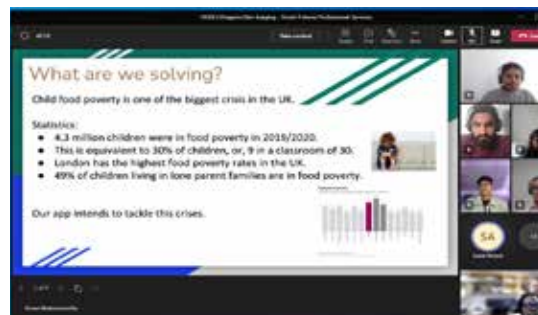 Take control
What are we solving?
Child food poverty is one of the biggest crisis in the UK.
Statistics:
● 4.3 million children were in food poverty in 2019/2020.
● This is equivalent to 30% of children, or, 9 in a classroom of 30.
● London has the highest food poverty rates in the UK.
● 49% of children living in lone parent families are in food poverty.
Our app intends to tackle this crises.
SA